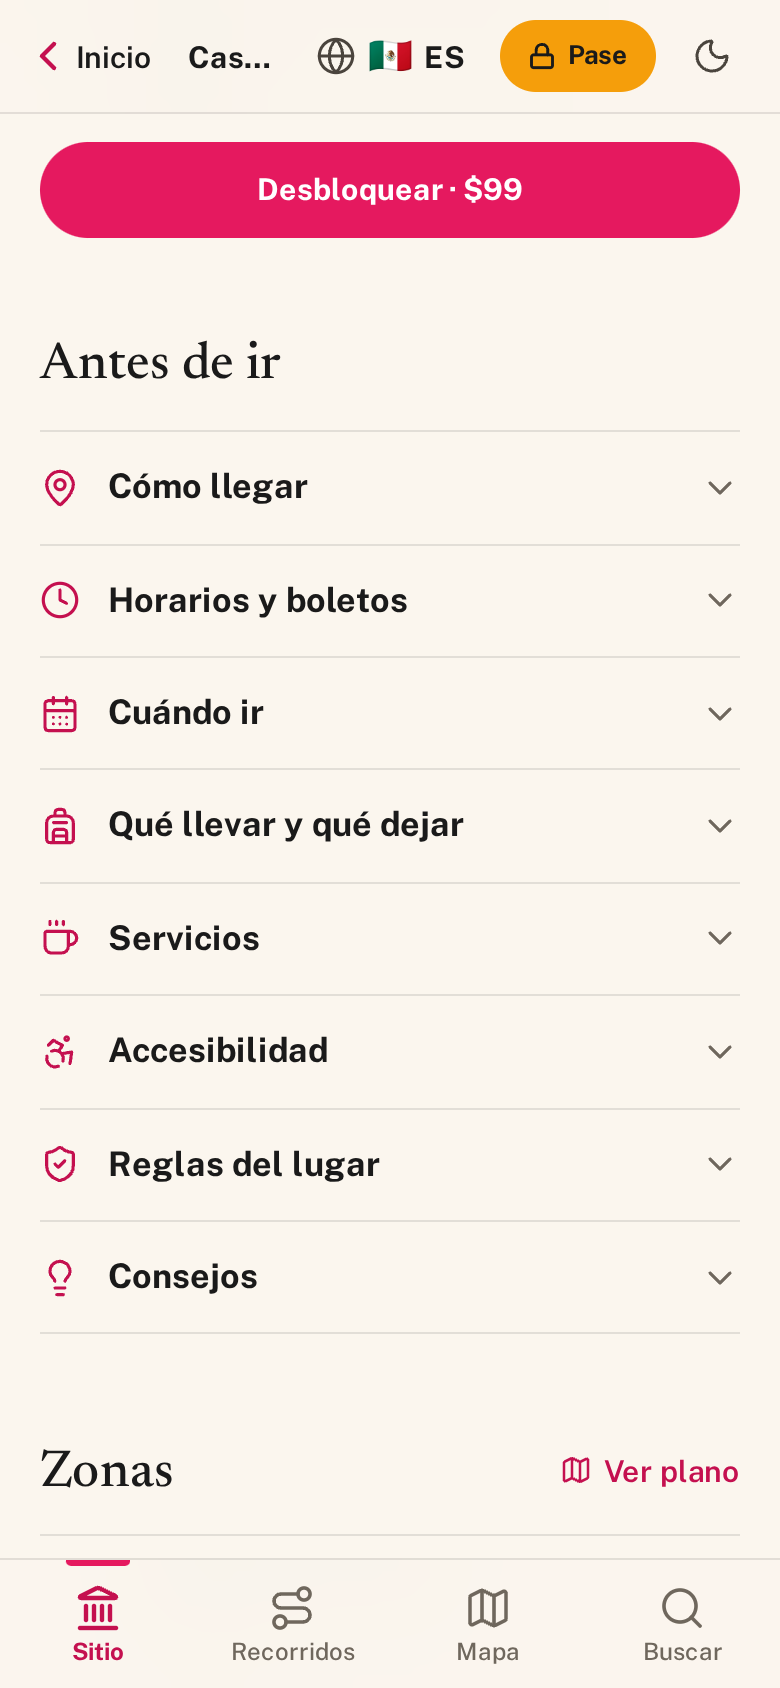 Inicio
Cas...
ES
Pase
Desbloquear · $99
Antes de ir
Cómo llegar
Horarios y boletos
Cuándo ir
Qué llevar y qué dejar
Servicios
Accesibilidad
Reglas del lugar
Consejos
Zonas
Ver plano
Sitio
Recorridos
Mapa
Buscar